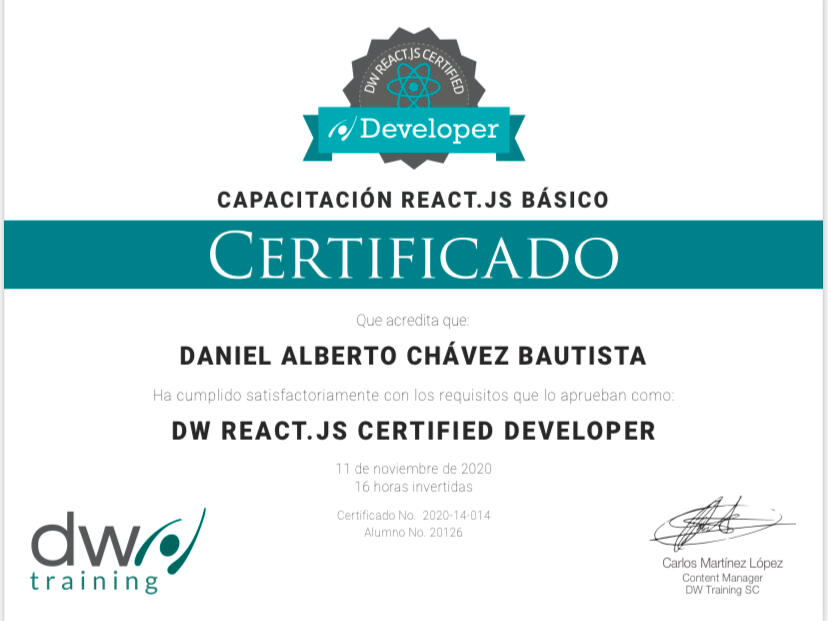 DW REACT.JS CERTIFIED
Developer
CAPACITACIÓN REACT.JS BÁSICO
CERTIFICADO
Que acredita que:
DANIEL ALBERTO CHÁVEZ BAUTISTA
Ha cumplido satisfactoriamente con los requisitos que lo aprueban como:
DW REACT.JS CERTIFIED DEVELOPER
11 de noviembre de 2020
16 horas invertidas
Certificado No. 2020-14-014
Alumno No. 20126
dw
training
Carlos Martínez López
Content Manager
DW Training SC